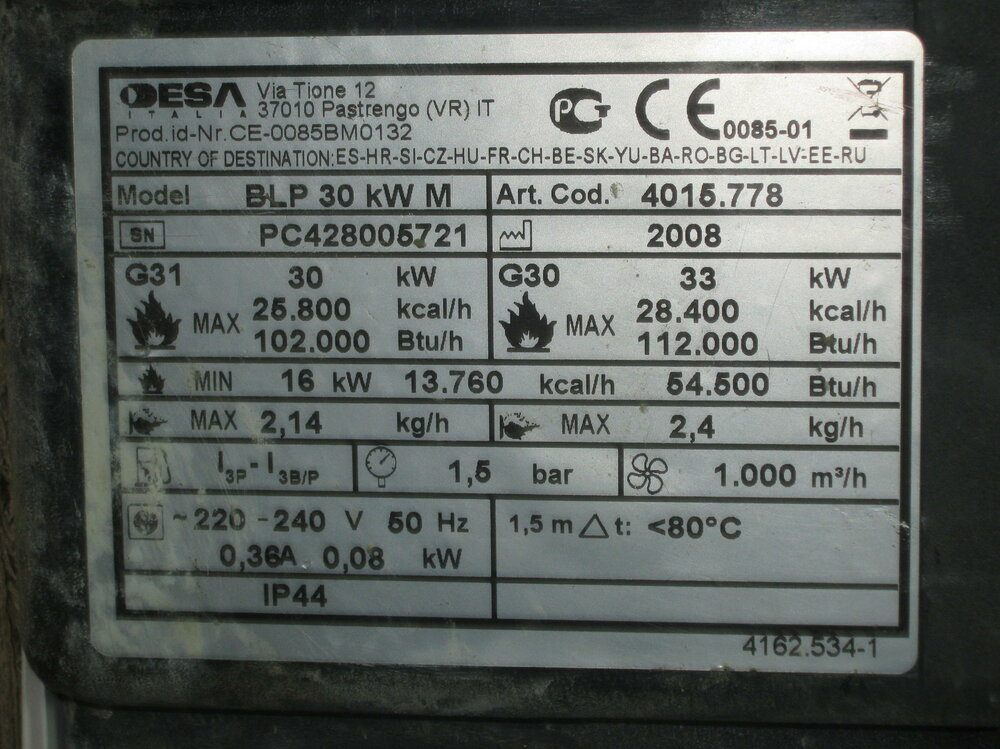 DESA Via Tione 12
ITALIA 37010 Pastrengo (VR) IT
Prod.id-Nr.CE-0085BM0132
PCT CE 0085-01
COUNTRY OF DESTINATION:ES-HR-SI-CZ-HU-FR-CH-BE-SK-YU-BA-RO-BG-LT-LV-EE-RU
Model BLP 30 kW M Art. Cod. 4015.778
SN PC428005721 2008
G31 30 kW G30 33 kW
MAX 25.800 kcal/h MAX 28.400 kcal/h
102.000 Btu/h 112.000 Btu/h
MIN 16 kW 13.760 kcal/h 54.500 Btu/h
MAX 2,14 kg/h MAX 2,4 kg/h
I3P - I3B/P 1,5 bar 1.000 m³/h
~220 - 240 V 50 Hz 1,5 m △ t: <80°C
0,36A 0,08 kW
IP44
4162.534-1